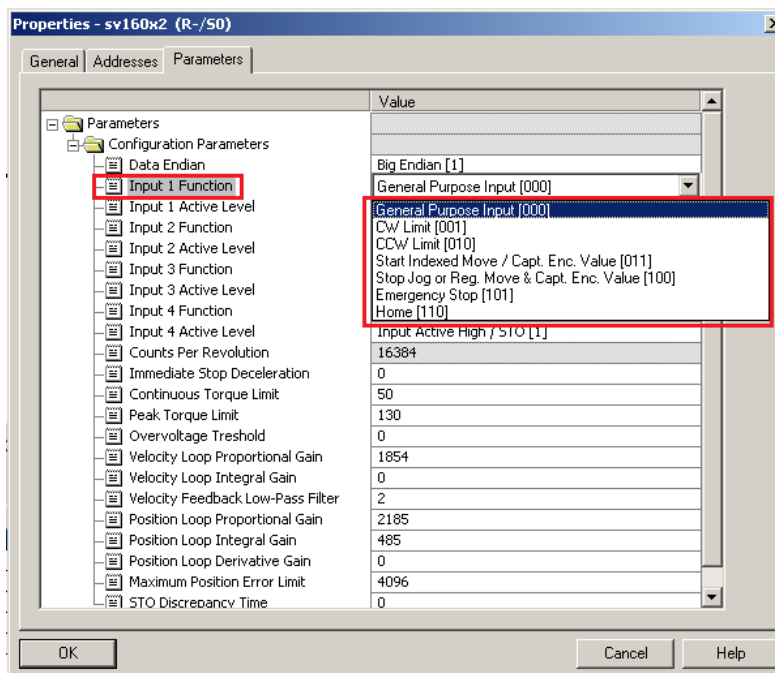 Properties - sv160x2 (R-/S0)
General Addresses Parameters
Value
Parameters
Configuration Parameters
Data Endian Big Endian [1]
Input 1 Function General Purpose Input [000]
Input 1 Active Level General Purpose Input [000]
Input 2 Function CW Limit [001]
Input 2 Active Level CCW Limit [010]
Input 3 Function Start Indexed Move / Capt. Enc. Value [011]
Input 3 Active Level Stop Jog or Reg. Move & Capt. Enc. Value [100]
Emergency Stop [101]
Input 4 Function Home [110]
Input 4 Active Level Input Active High / STO [1]
Counts Per Revolution 16384
Immediate Stop Deceleration 0
Continuous Torque Limit 50
Peak Torque Limit 130
Overvoltage Treshold 0
Velocity Loop Proportional Gain 1854
Velocity Loop Integral Gain 0
Velocity Feedback Low-Pass Filter 2
Position Loop Proportional Gain 2185
Position Loop Integral Gain 485
Position Loop Derivative Gain 0
Maximum Position Error Limit 4096
STO Discrepancy Time 0
OK Cancel Help